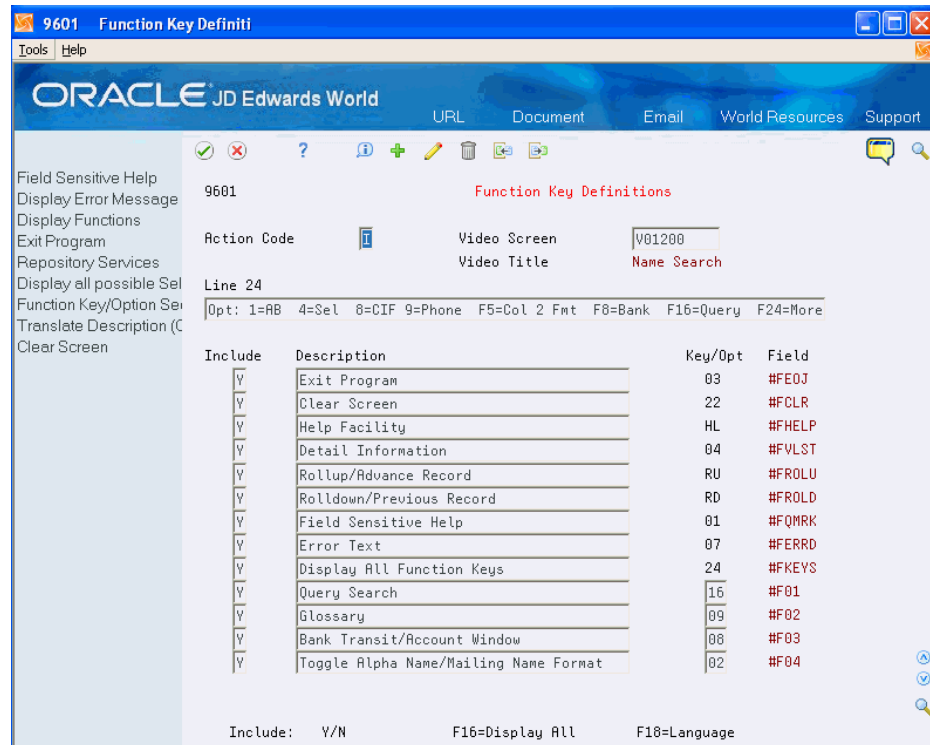 9601 Function Key Definiti
Tools Help
ORACLE JD Edwards World
URL Document Email World Resources Support
Field Sensitive Help
Display Error Message
Display Functions
Exit Program
Repository Services
Display all possible Sel
Function Key/Option Se
Translate Description (C
Clear Screen
9601 Function Key Definitions
Action Code I Video Screen V01200
Video Title Name Search
Line 24
Opt: 1=AB 4=Sel 8=CIF 9=Phone F5=Col 2 Fmt F8=Bank F16=Query F24=More
Include Description Key/Opt Field
Y Exit Program 03 #FEOJ
Y Clear Screen 22 #FCLR
Y Help Facility HL #FHELP
Y Detail Information 04 #FVLST
Y Rollup/Advance Record RU #FROLU
Y Rolldown/Previous Record RD #FROLD
Y Field Sensitive Help 01 #FQMRK
Y Error Text 07 #FERRD
Y Display All Function Keys 24 #FKEYS
Y Query Search 16 #F01
Y Glossary 09 #F02
Y Bank Transit/Account Window 08 #F03
Y Toggle Alpha Name/Mailing Name Format 02 #F04
Include: Y/N F16=Display All F18=Language